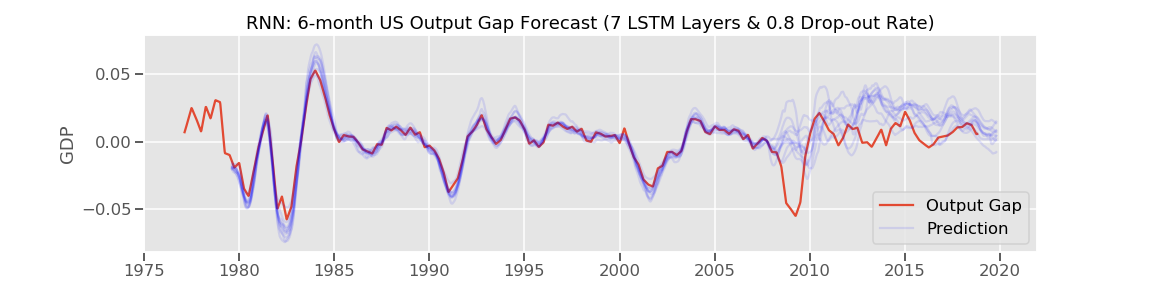 RNN: 6-month US Output Gap Forecast (7 LSTM Layers & 0.8 Drop-out Rate)
0.05
0.00
−0.05
GDP
Output Gap
Prediction
1975 1980 1985 1990 1995 2000 2005 2010 2015 2020